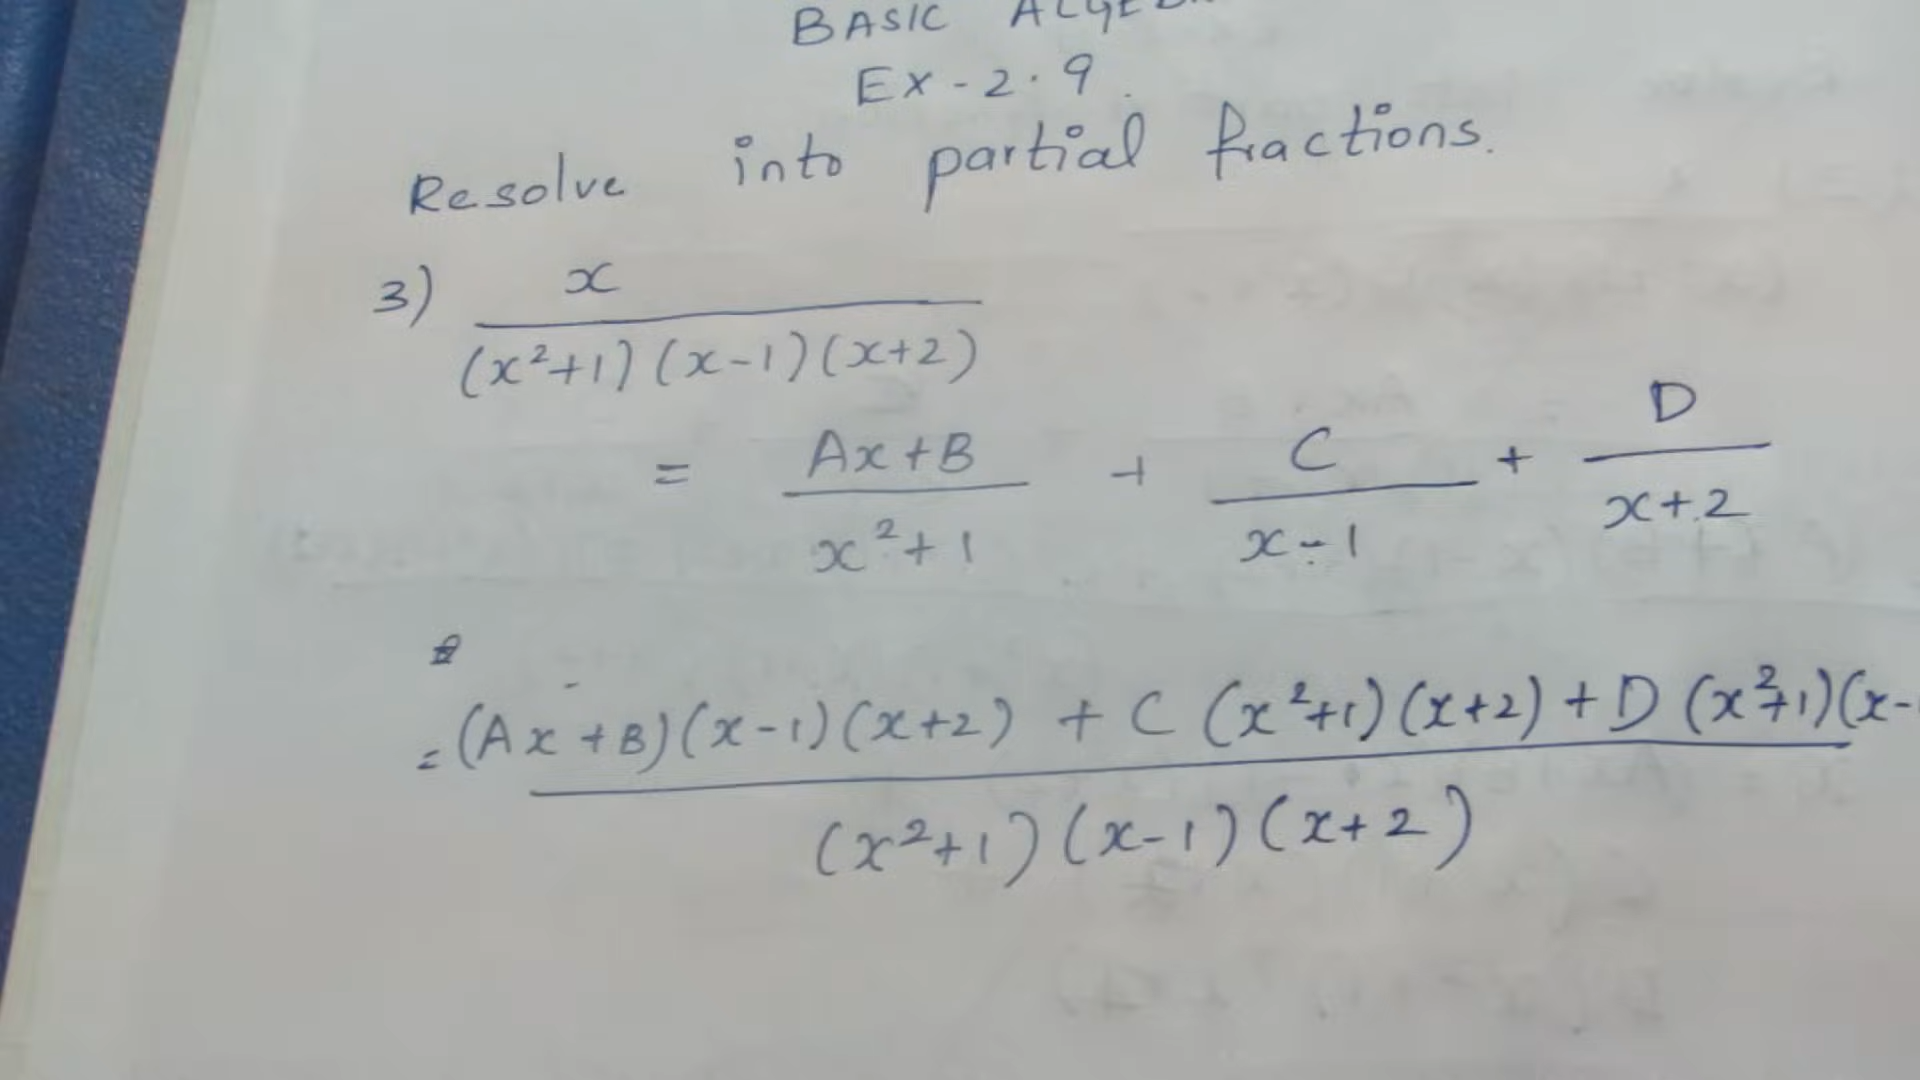 BASIC
EX - 2.9.
Resolve into partial fractions.
3) x
(x²+1) (x-1) (x+2)
= Ax+B + C + D
x²+1 x-1 x+2
= (Ax+B)(x-1)(x+2) + C (x²+1)(x+2) + D (x²+1)(x-
(x²+1) (x-1) (x+2)